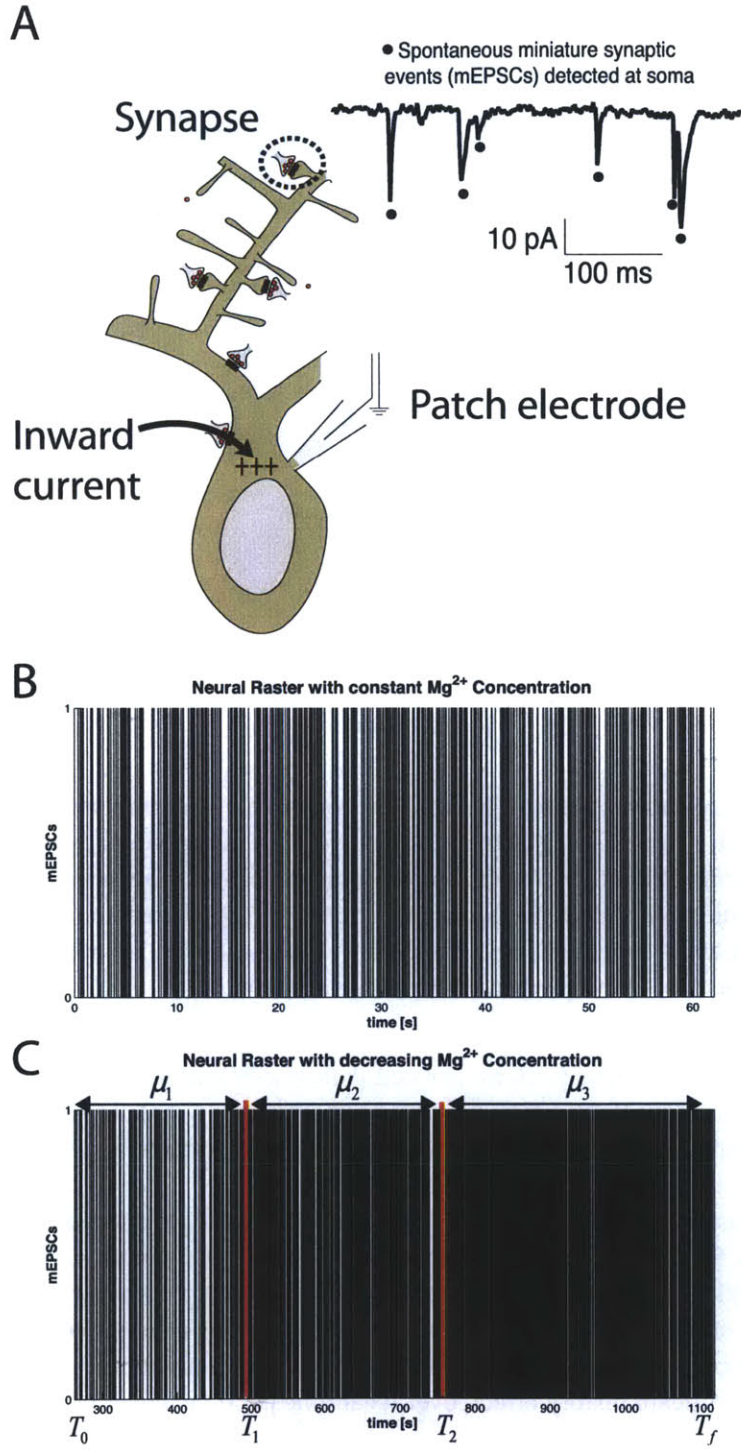 A
• Spontaneous miniature synaptic
events (mEPSCs) detected at soma
Synapse
10 pA
100 ms
Patch electrode
Inward
current
+++
B
Neural Raster with constant Mg²⁺ Concentration
1
mEPSCs
0
0 10 20 30 40 50 60
time [s]
C
Neural Raster with decreasing Mg²⁺ Concentration
μ₁ μ₂ μ₃
1
mEPSCs
0
300 400 500 600 700 800 900 1000 1100
T₀ T₁ time [s] T₂ T_f